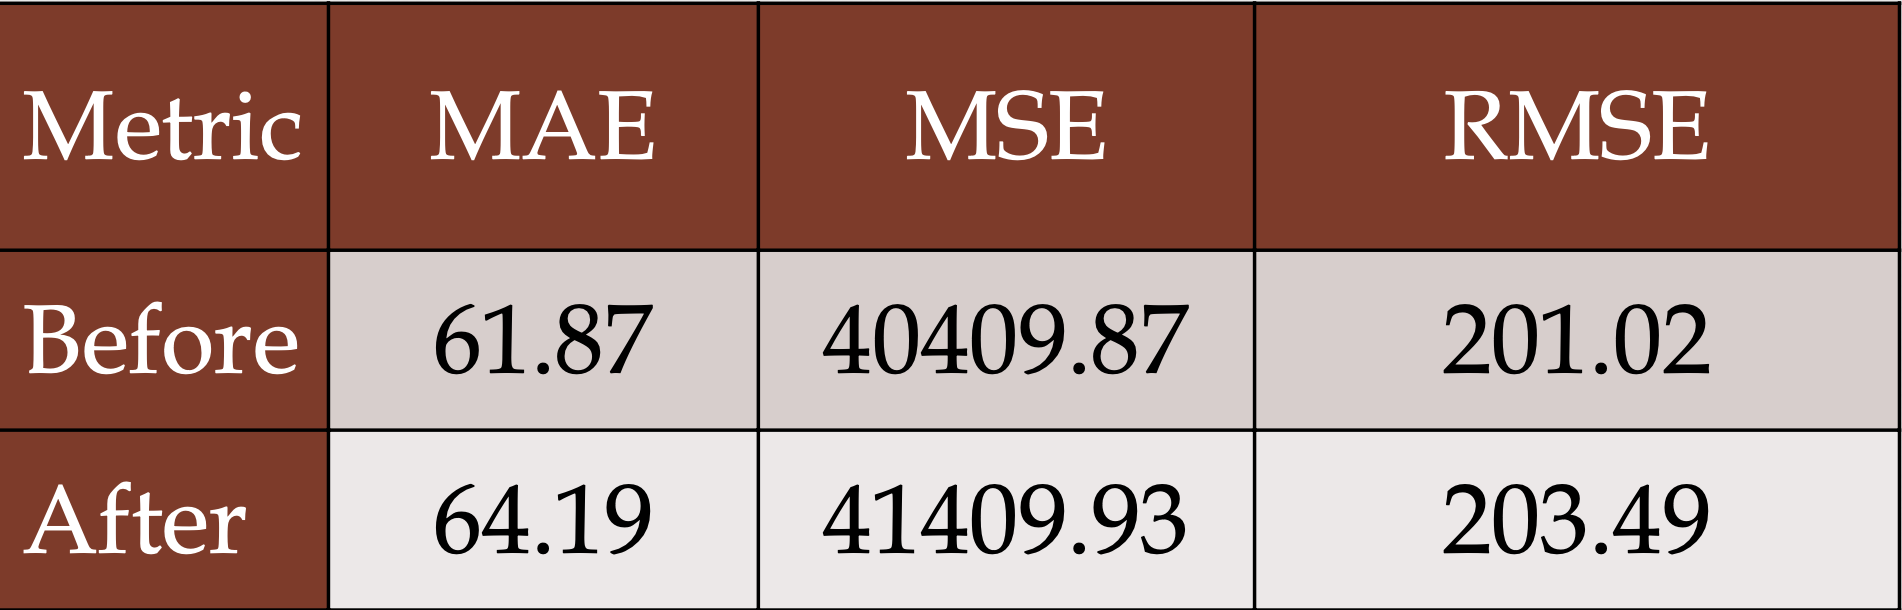 Metric MAE MSE RMSE
Before 61.87 40409.87 201.02
After 64.19 41409.93 203.49